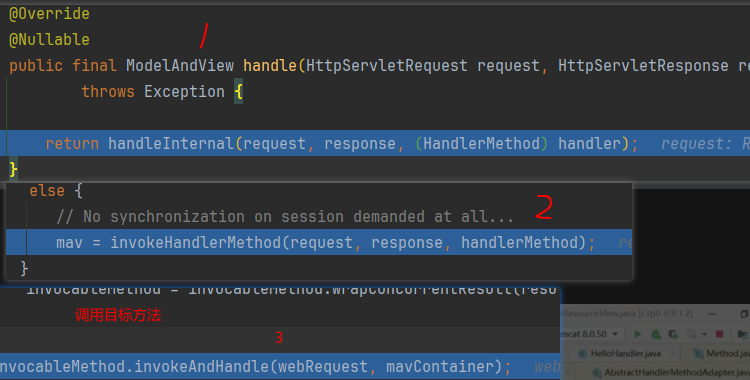 @Override
@Nullable
1
public final ModelAndView handle(HttpServletRequest request, HttpServletResponse re
throws Exception {
return handleInternal(request, response, (HandlerMethod) handler); request: R
}
else {
// No synchronization on session demanded at all...
2
mav = invokeHandlerMethod(request, response, handlerMethod); re
}
invocableMethod = invocableMethod.wrapConcurrentResult(reso
调用目标方法
3
nvocableMethod.invokeAndHandle(webRequest, mavContainer); web
ResourceView.java [c3p0-0.9.1.2]
mcat 8.0.50
HelloHandler.java
Method.java
AbstractHandlerMethodAdapter.java